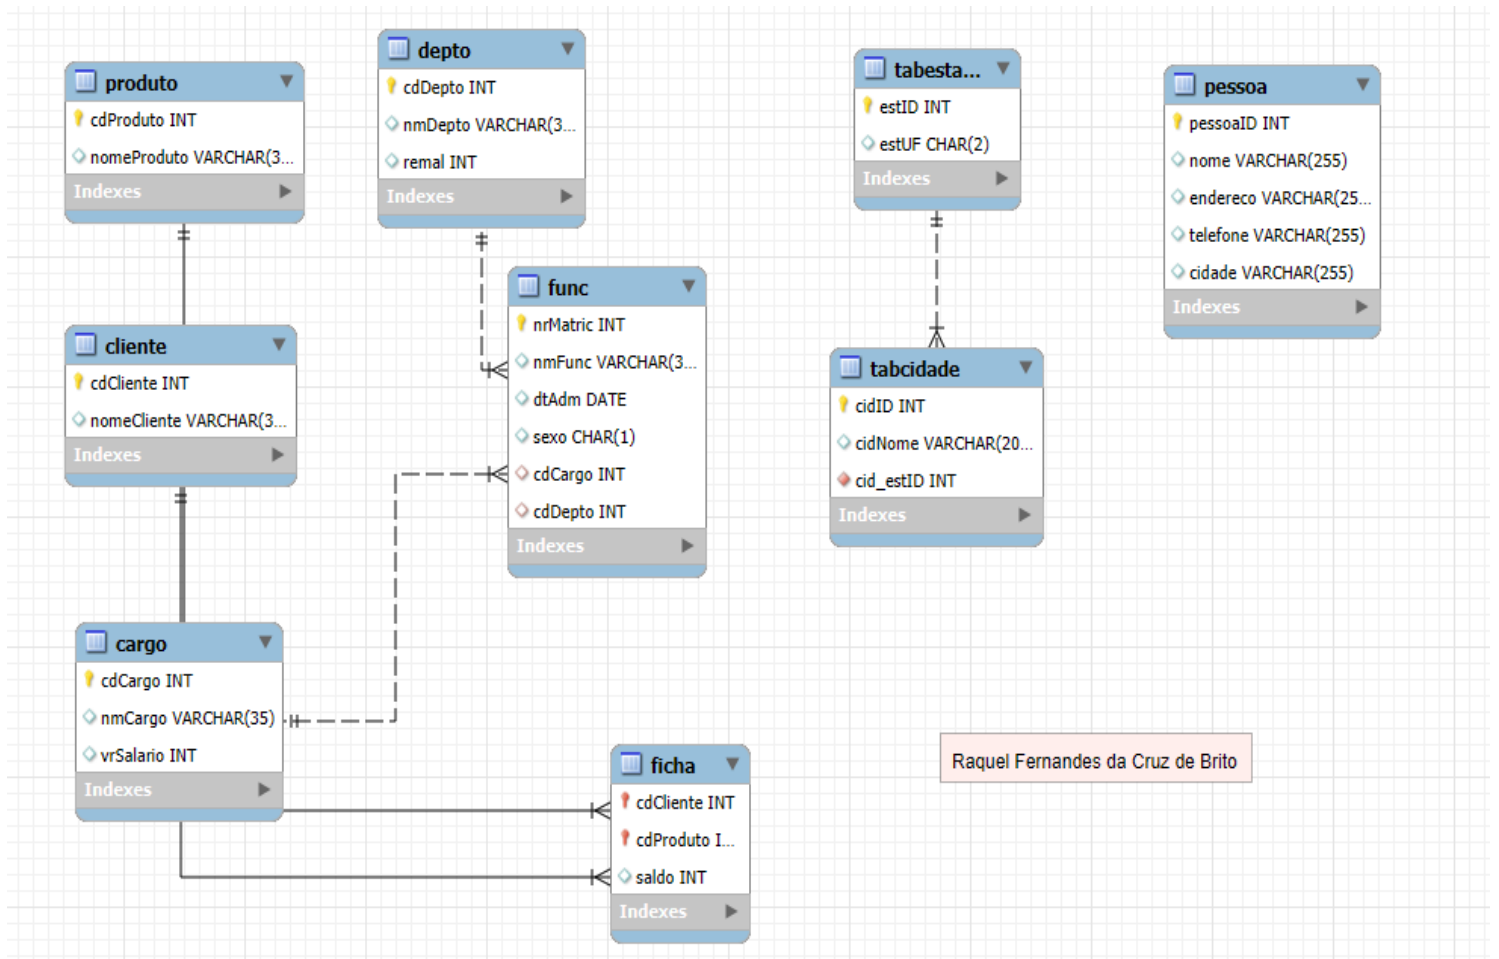 produto
cdProduto INT
nomeProduto VARCHAR(3...
Indexes
depto
cdDepto INT
nmDepto VARCHAR(3...
remal INT
Indexes
tabesta...
estID INT
estUF CHAR(2)
Indexes
pessoa
pessoaID INT
nome VARCHAR(255)
endereco VARCHAR(25...
telefone VARCHAR(255)
cidade VARCHAR(255)
Indexes
cliente
cdCliente INT
nomeCliente VARCHAR(3...
Indexes
func
nrMatric INT
nmFunc VARCHAR(3...
dtAdm DATE
sexo CHAR(1)
cdCargo INT
cdDepto INT
Indexes
tabcidade
cidID INT
cidNome VARCHAR(20...
cid_estID INT
Indexes
cargo
cdCargo INT
nmCargo VARCHAR(35)
vrSalario INT
Indexes
ficha
cdCliente INT
cdProduto I...
saldo INT
Indexes
Raquel Fernandes da Cruz de Brito